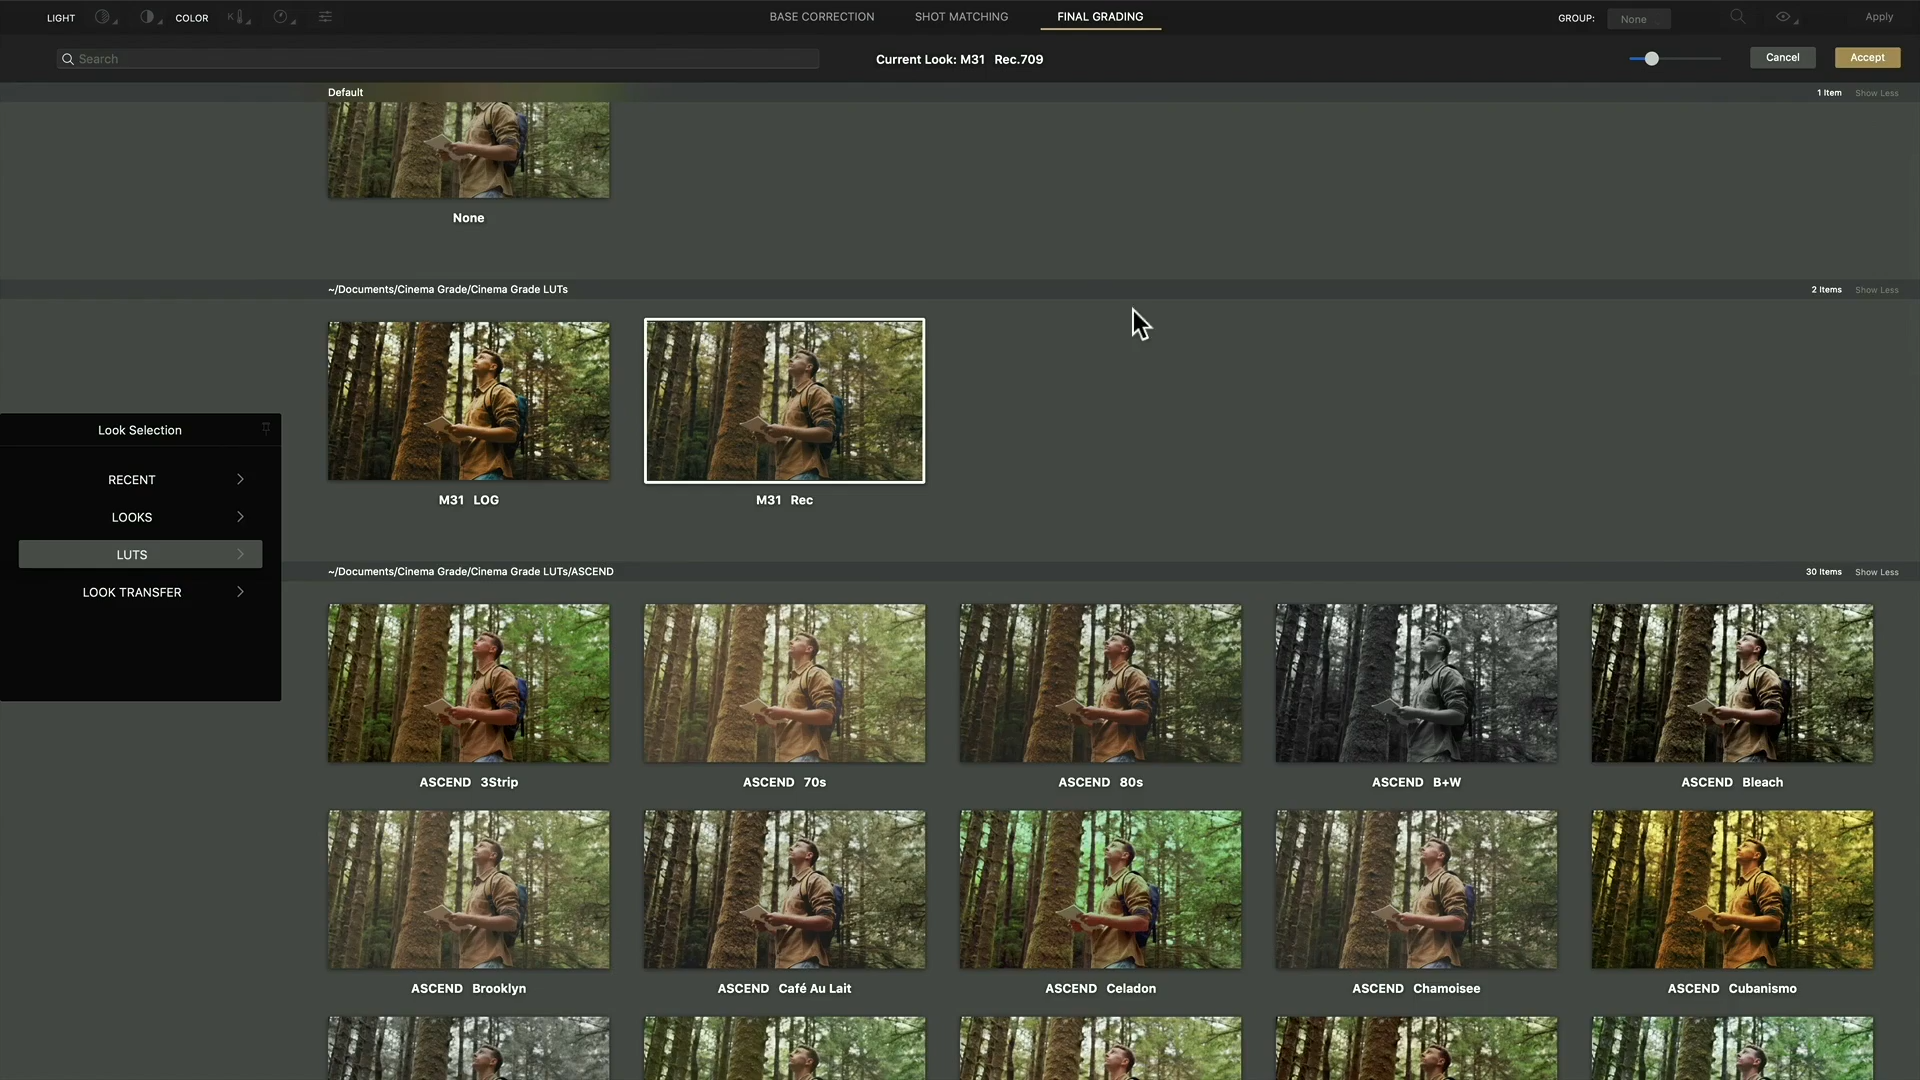 LIGHT COLOR K BASE CORRECTION SHOT MATCHING FINAL GRADING GROUP: None Apply
Search Current Look: M31 Rec.709 Cancel Accept
Default 1 Item Show Less
None
~/Documents/Cinema Grade/Cinema Grade LUTs 2 Items Show Less
M31 LOG M31 Rec
Look Selection
RECENT
LOOKS
LUTS
LOOK TRANSFER
~/Documents/Cinema Grade/Cinema Grade LUTs/ASCEND 30 Items Show Less
ASCEND 3Strip ASCEND 70s ASCEND 80s ASCEND B+W ASCEND Bleach
ASCEND Brooklyn ASCEND Café Au Lait ASCEND Celadon ASCEND Chamoisee ASCEND Cubanismo